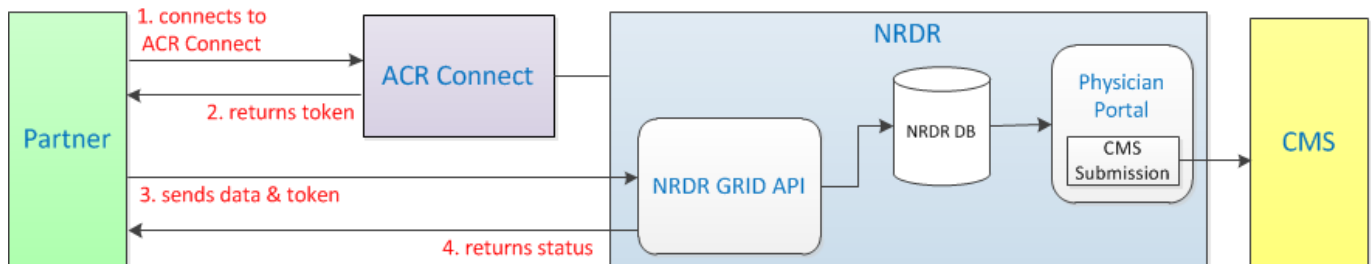 1. connects to
ACR Connect
ACR Connect
2. returns token
Partner
3. sends data & token
4. returns status
NRDR
NRDR GRID API
NRDR DB
Physician
Portal
CMS
Submission
CMS